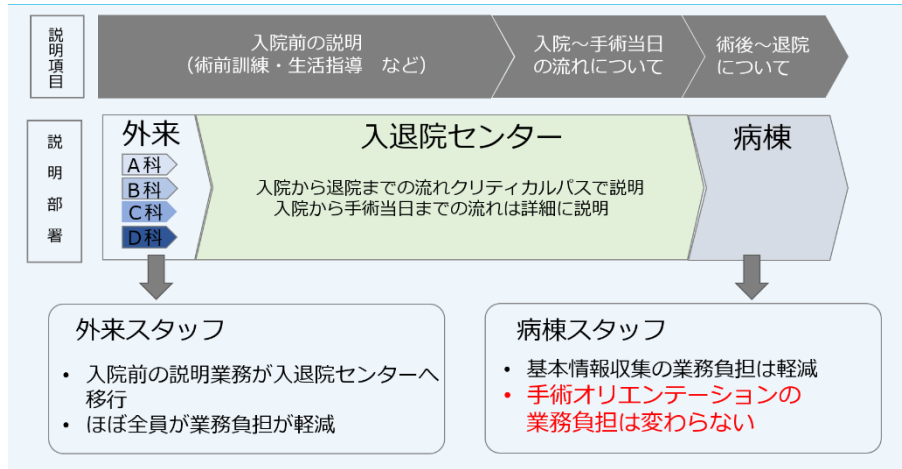 説明項目
入院前の説明
（術前訓練・生活指導　など）
入院～手術当日
の流れについて
術後～退院
について
説明部署
外来
A科
B科
C科
D科
入退院センター
入院から退院までの流れクリティカルパスで説明
入院から手術当日までの流れは詳細に説明
病棟
外来スタッフ
• 入院前の説明業務が入退院センターへ
移行
• ほぼ全員が業務負担が軽減
病棟スタッフ
• 基本情報収集の業務負担は軽減
• 手術オリエンテーションの
業務負担は変わらない